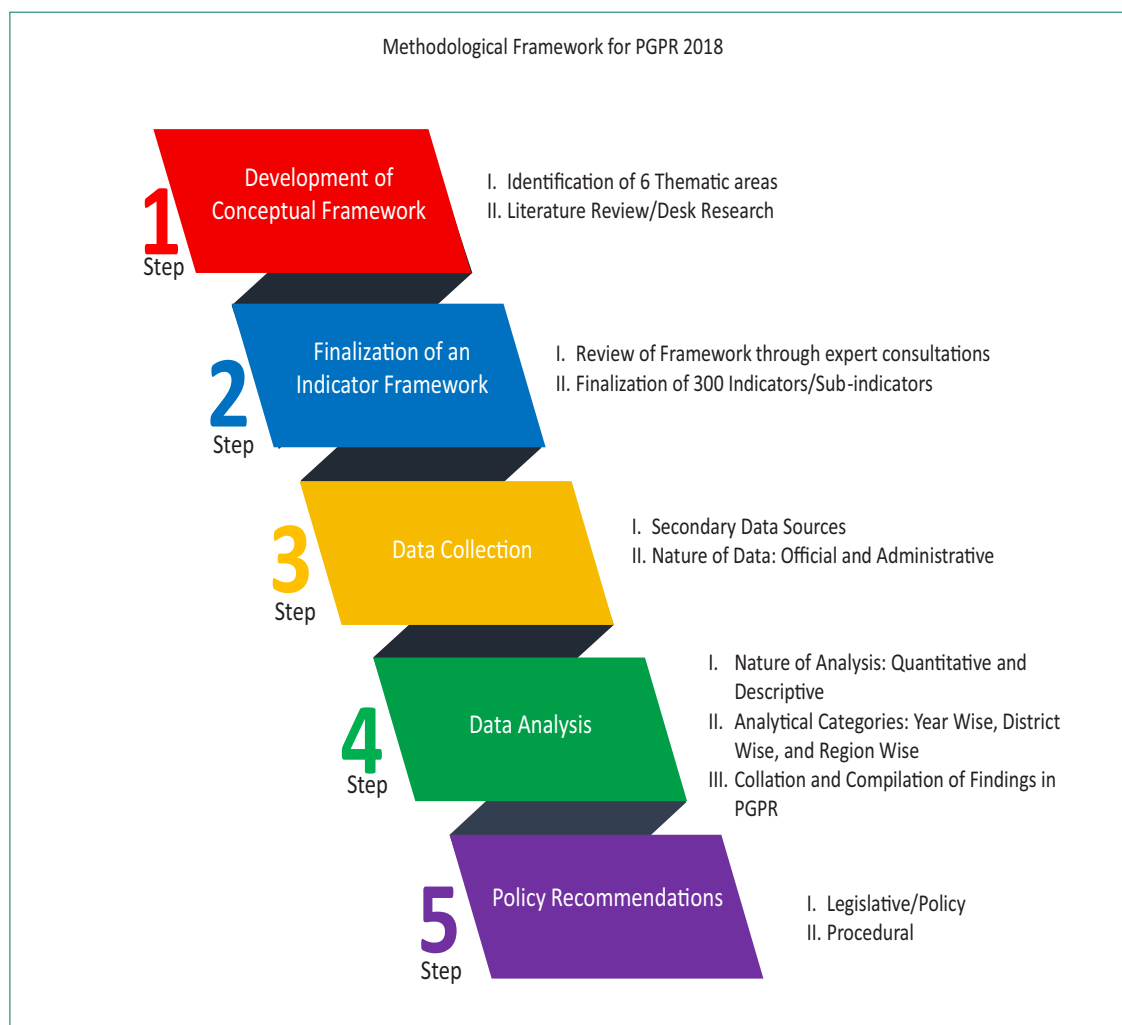 Methodological Framework for PGPR 2018
Development of
Conceptual Framework
1
Step
I. Identification of 6 Thematic areas
II. Literature Review/Desk Research
Finalization of an
Indicator Framework
2
Step
I. Review of Framework through expert consultations
II. Finalization of 300 Indicators/Sub-indicators
Data Collection
3
Step
I. Secondary Data Sources
II. Nature of Data: Official and Administrative
Data Analysis
4
Step
I. Nature of Analysis: Quantitative and
Descriptive
II. Analytical Categories: Year Wise, District
Wise, and Region Wise
III. Collation and Compilation of Findings in
PGPR
Policy Recommendations
5
Step
I. Legislative/Policy
II. Procedural